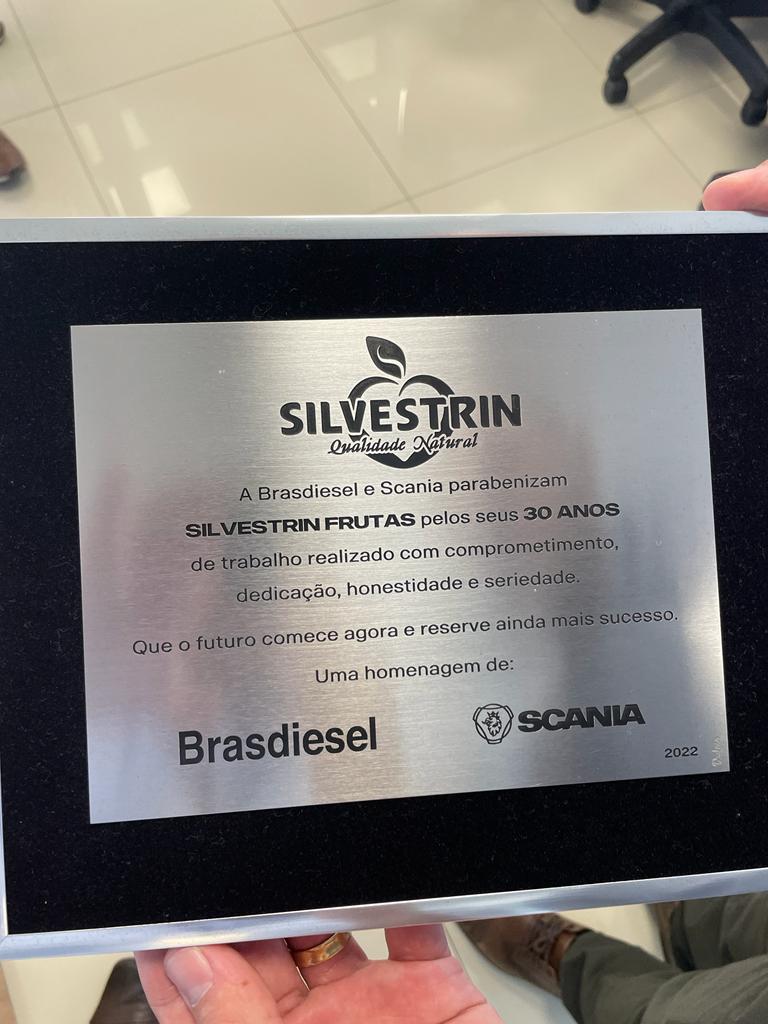 SILVESTRIN
Qualidade Natural
A Brasdiesel e Scania parabenizam
SILVESTRIN FRUTAS pelos seus 30 ANOS
de trabalho realizado com comprometimento,
dedicação, honestidade e seriedade.
Que o futuro comece agora e reserve ainda mais sucesso.
Uma homenagem de:
Brasdiesel
SCANIA
2022